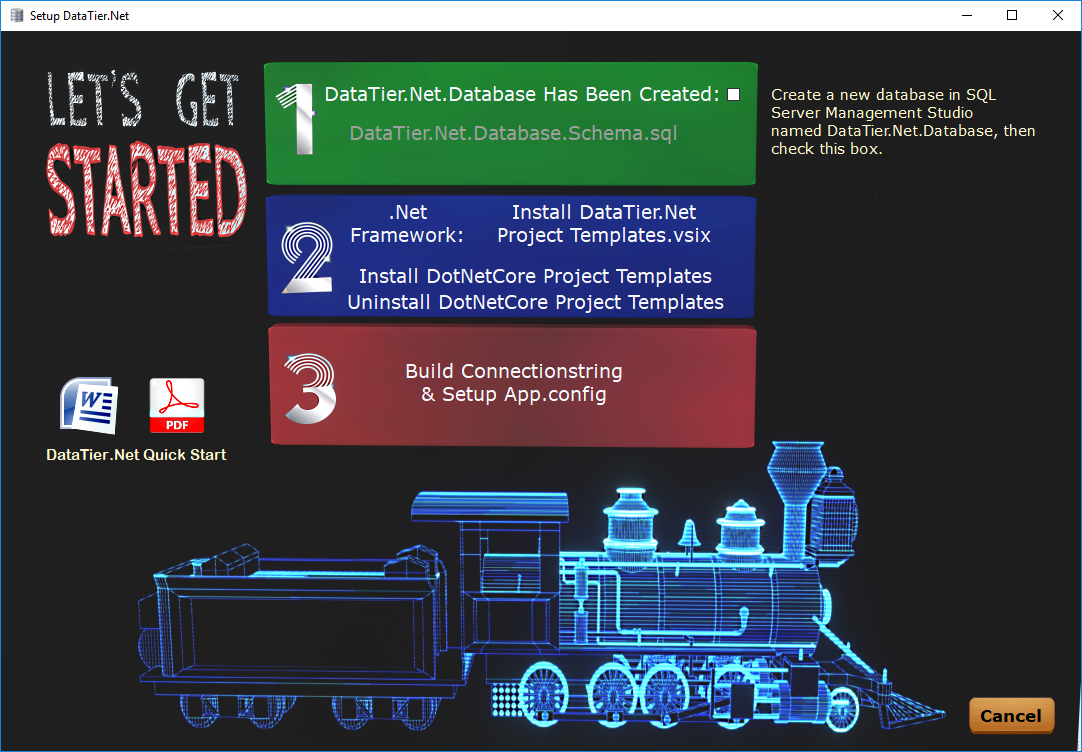 Setup DataTier.Net
LET'S GET
STARTED
1
DataTier.Net.Database Has Been Created:
DataTier.Net.Database.Schema.sql
Create a new database in SQL
Server Management Studio
named DataTier.Net.Database, then
check this box.
2
.Net
Framework:
Install DataTier.Net
Project Templates.vsix
Install DotNetCore Project Templates
Uninstall DotNetCore Project Templates
3
Build Connectionstring
& Setup App.config
W
PDF
DataTier.Net Quick Start
Cancel